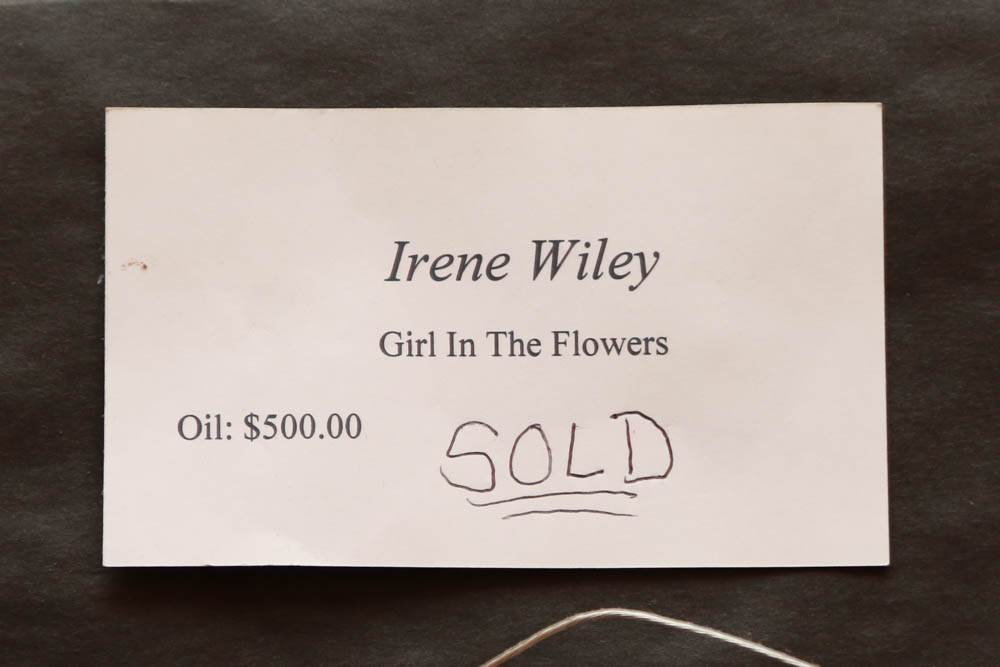 Irene Wiley
Girl In The Flowers
Oil: $500.00
SOLD